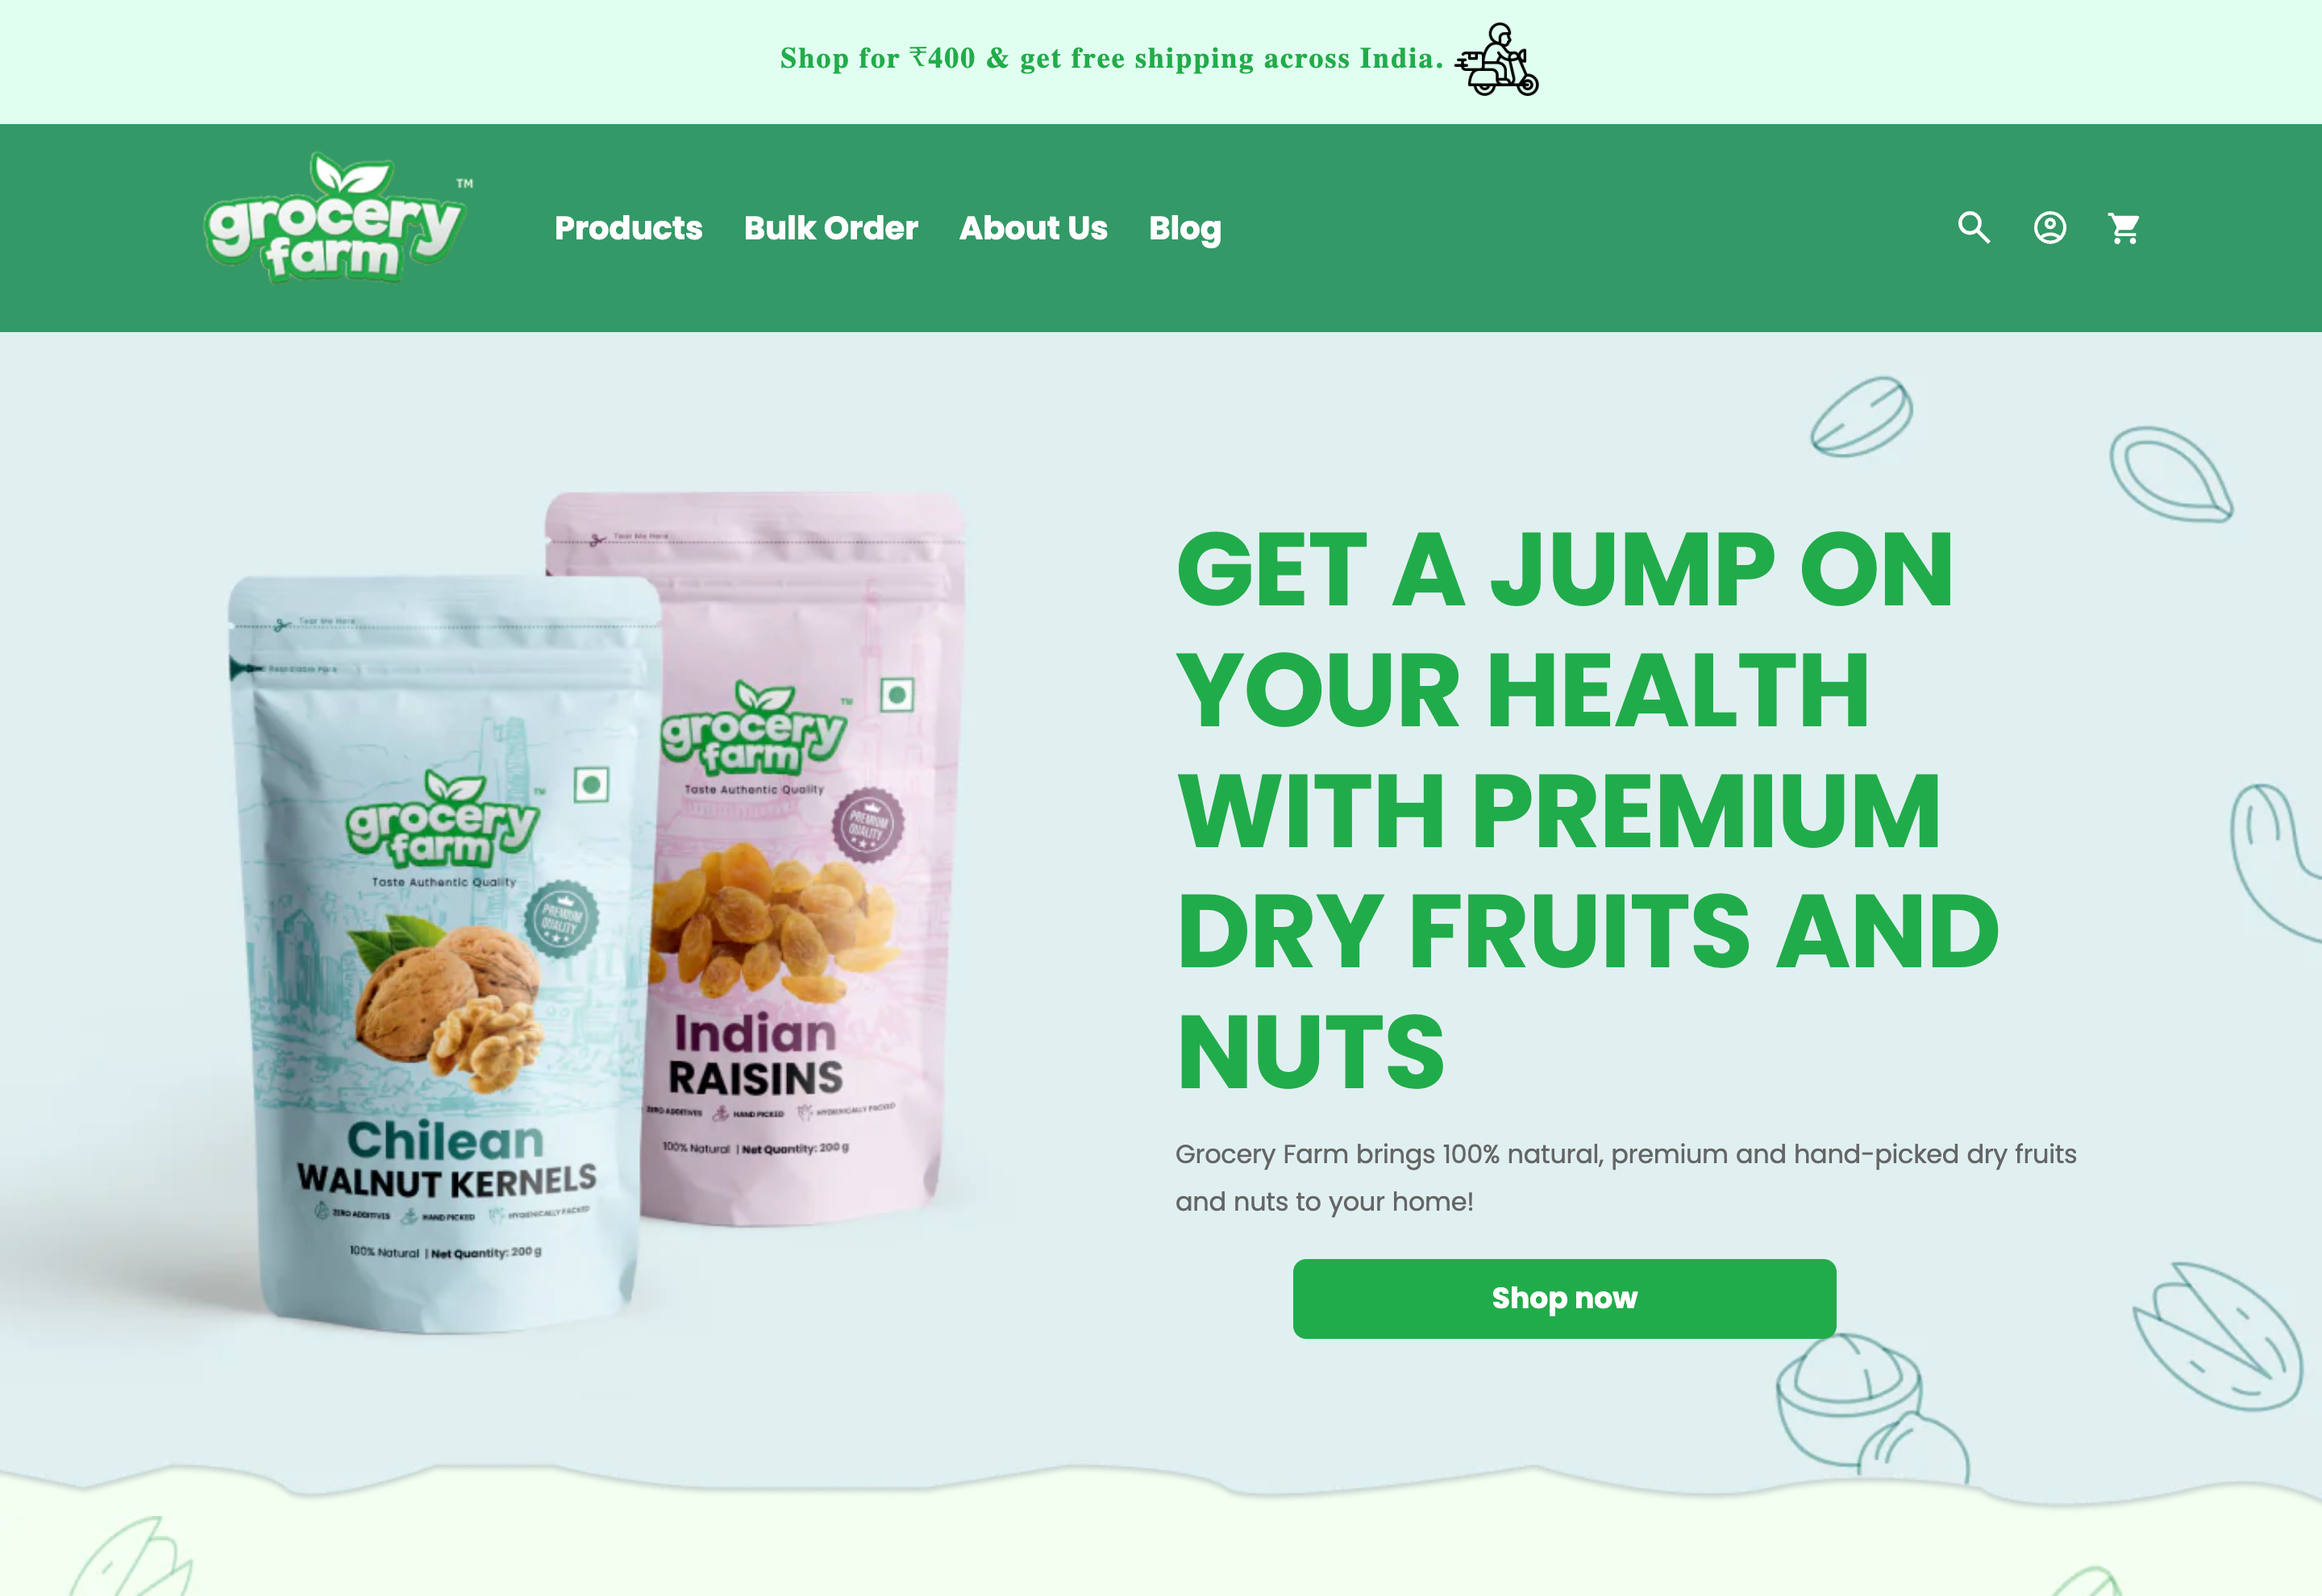 Shop for ₹400 & get free shipping across India.
grocery
farm
TM
Products
Bulk Order
About Us
Blog
Tear Me Here
grocery
farm
TM
Taste Authentic Quality
PREMIUM
QUALITY
Indian
RAISINS
ZERO ADDITIVES
HAND PICKED
HYGIENICALLY PACKED
100% Natural | Net Quantity: 200 g
Tear Me Here
Resealable Pack
grocery
farm
TM
Taste Authentic Quality
PREMIUM
QUALITY
Chilean
WALNUT KERNELS
ZERO ADDITIVES
HAND PICKED
HYGIENICALLY PACKED
100% Natural | Net Quantity: 200 g
GET A JUMP ON
YOUR HEALTH
WITH PREMIUM
DRY FRUITS AND
NUTS
Grocery Farm brings 100% natural, premium and hand-picked dry fruits
and nuts to your home!
Shop now